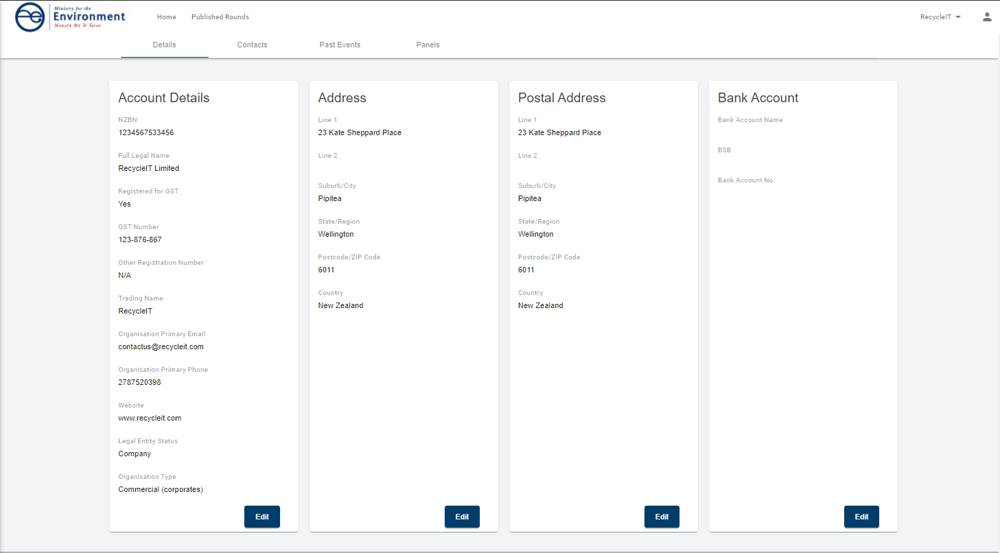 Ministry for the
Environment
Manatū Mō Te Taiao
Home
Published Rounds
RecycleIT
Details
Contacts
Past Events
Panels
Account Details
NZBN
1234567533456
Full Legal Name
RecycleIT Limited
Registered for GST
Yes
GST Number
123-876-867
Other Registration Number
N/A
Trading Name
RecycleIT
Organisation Primary Email
contactus@recycleit.com
Organisation Primary Phone
2787520398
Website
www.recycleit.com
Legal Entity Status
Company
Organisation Type
Commercial (corporates)
Edit
Address
Line 1
23 Kate Sheppard Place
Line 2
Suburb/City
Pipitea
State/Region
Wellington
Postcode/ZIP Code
6011
Country
New Zealand
Edit
Postal Address
Line 1
23 Kate Sheppard Place
Line 2
Suburb/City
Pipitea
State/Region
Wellington
Postcode/ZIP Code
6011
Country
New Zealand
Edit
Bank Account
Bank Account Name
BSB
Bank Account No.
Edit